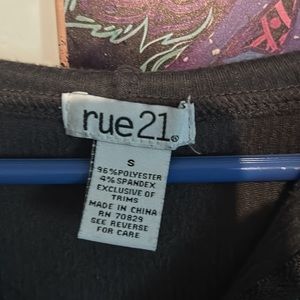 rue21®
S
96%POLYESTER
4%SPANDEX
EXCLUSIVE OF
TRIMS
MADE IN CHINA
RN 70829
SEE REVERSE
FOR CARE